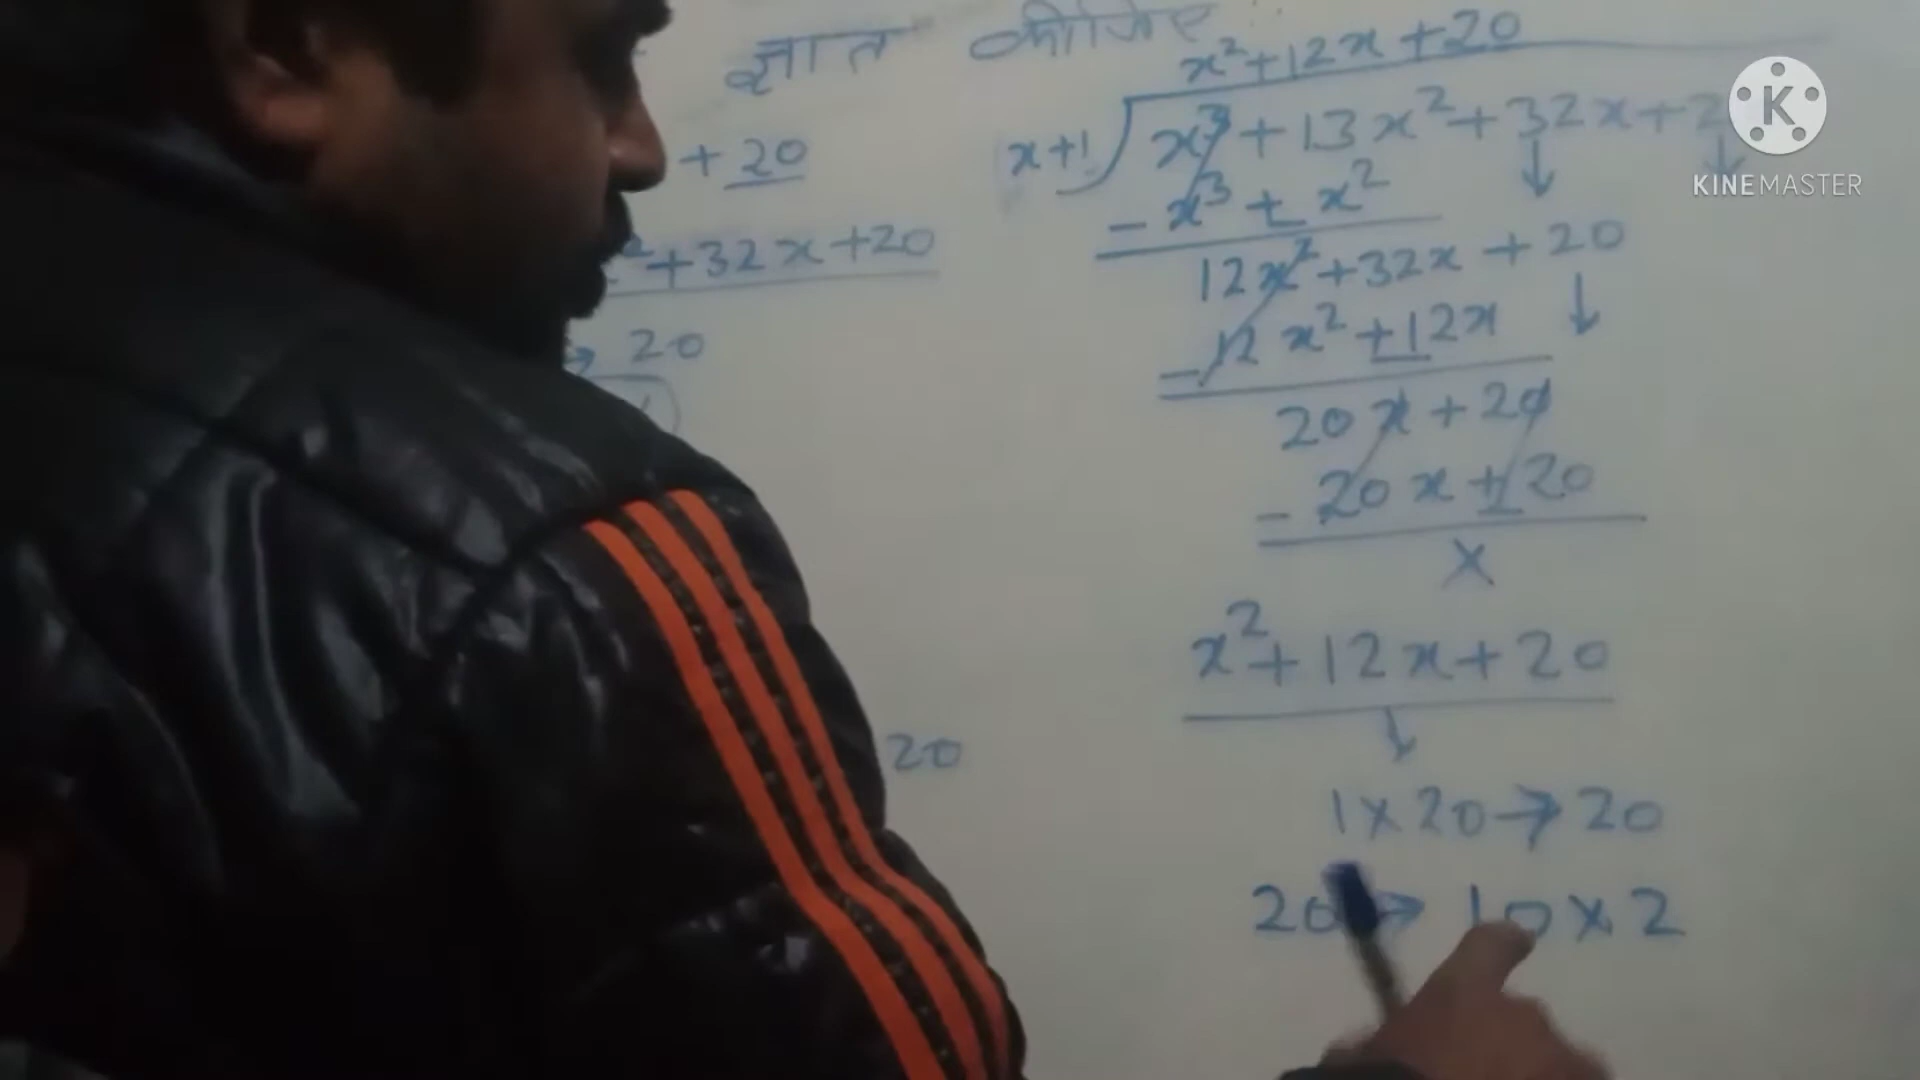 ज्ञात कीजिए
+ 20
²+32x+20
→ 20
20
x²+12x+20
x+1 ) x³+13x²+32x+2
- x³ + x²
12x²+32x+20
- 12x²+12x
20x+20
- 20x+20
x
x²+12x+20
1×20→20
20→10×2
K
KINEMASTER